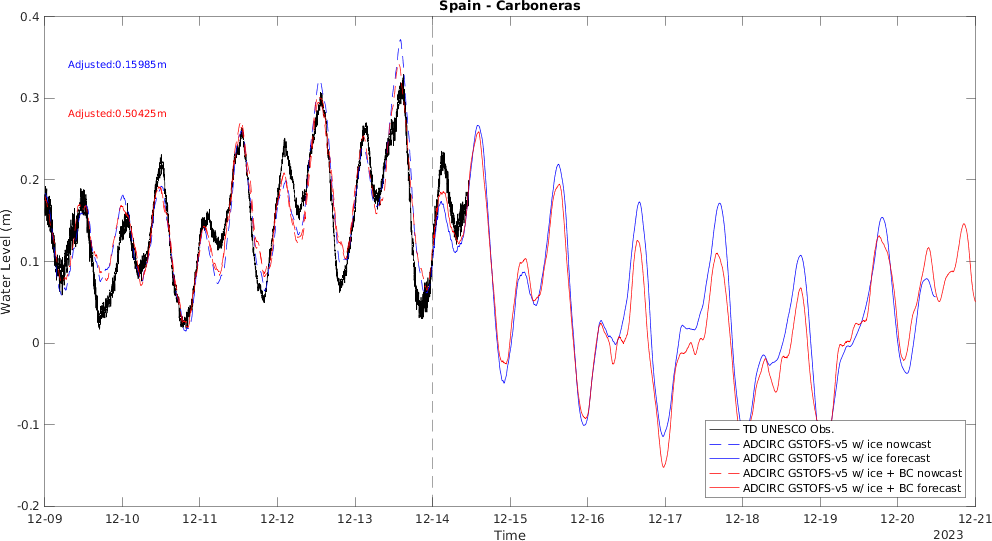 Spain - Carboneras
0.4
Adjusted:0.15985m
0.3
Adjusted:0.50425m
0.2
0.1
0
-0.1
-0.2
Water Level (m)
TD UNESCO Obs.
ADCIRC GSTOFS-v5 w/ ice nowcast
ADCIRC GSTOFS-v5 w/ ice forecast
ADCIRC GSTOFS-v5 w/ ice + BC nowcast
ADCIRC GSTOFS-v5 w/ ice + BC forecast
12-09 12-10 12-11 12-12 12-13 12-14 12-15 12-16 12-17 12-18 12-19 12-20 12-21
Time
2023